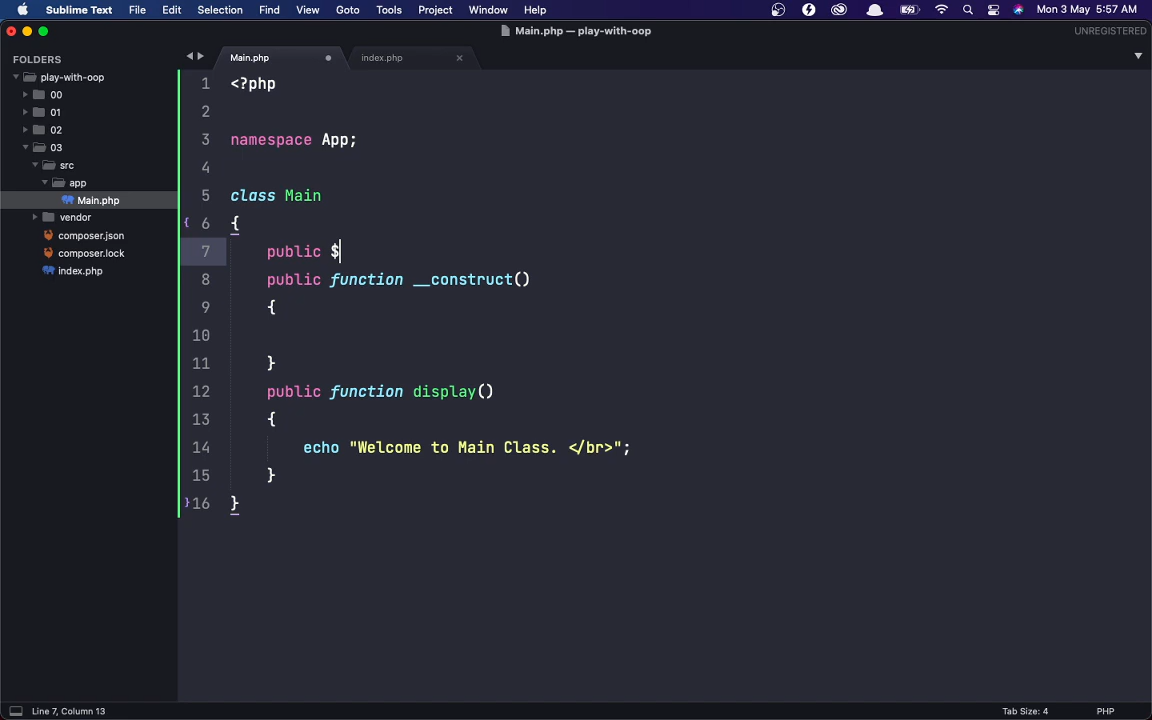 Sublime Text File Edit Selection Find View Goto Tools Project Window Help Mon 3 May 5:57 AM
Main.php — play-with-oop UNREGISTERED
FOLDERS
play-with-oop
00
01
02
03
src
app
Main.php
vendor
composer.json
composer.lock
index.php
Main.php index.php
1 <?php
2
3 namespace App;
4
5 class Main
{ 6 {
7 public $
8 public function __construct()
9 {
10
11 }
12 public function display()
13 {
14 echo "Welcome to Main Class. </br>";
15 }
} 16 }
Line 7, Column 13 Tab Size: 4 PHP